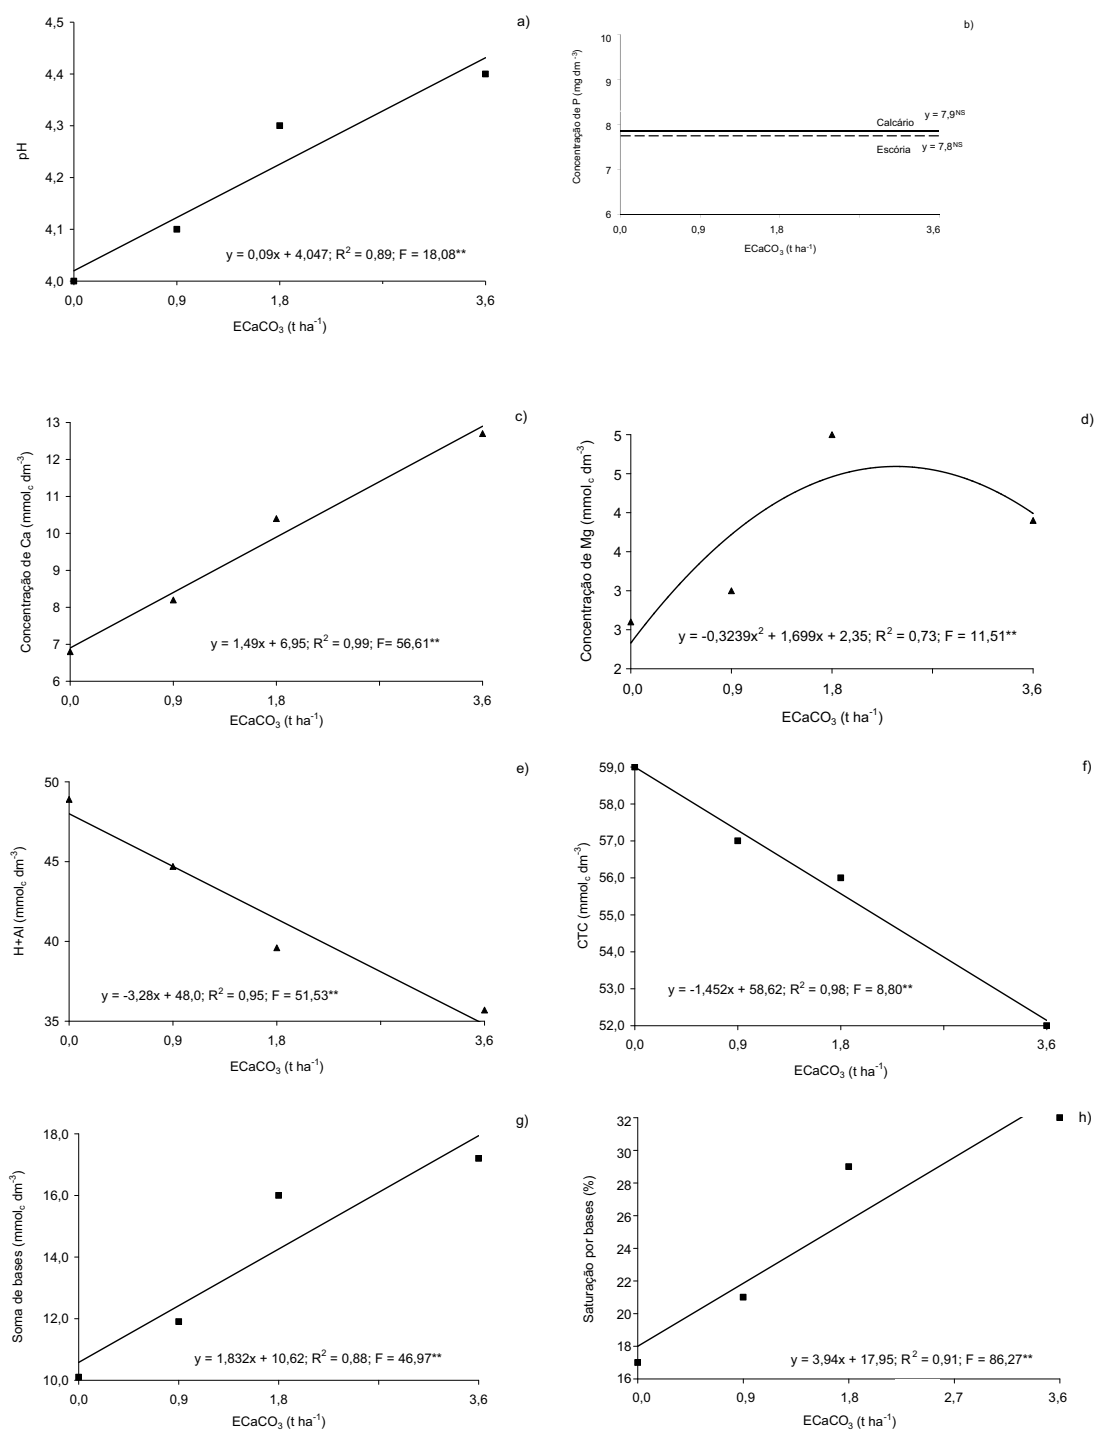 a)
4,5
4,4
4,3
4,2
4,1
4,0
pH
y = 0,09x + 4,047; R² = 0,89; F = 18,08**
0,0 0,9 1,8 3,6
ECaCO₃ (t ha⁻¹)
b)
10
9
8
7
6
Concentração de P (mg dm⁻³)
Calcário y = 7,9ᴺˢ
Escória y = 7,8ᴺˢ
0,0 0,9 1,8 3,6
ECaCO₃ (t ha⁻¹)
c)
13
12
11
10
9
8
7
6
Concentração de Ca (mmol꜀ dm⁻³)
y = 1,49x + 6,95; R² = 0,99; F= 56,61**
0,0 0,9 1,8 3,6
ECaCO₃ (t ha⁻¹)
d)
5
5
4
4
3
3
2
Concentração de Mg (mmol꜀ dm⁻³)
y = -0,3239x² + 1,699x + 2,35; R² = 0,73; F = 11,51**
0,0 0,9 1,8 3,6
ECaCO₃ (t ha⁻¹)
e)
50
45
40
35
H+Al (mmol꜀ dm⁻³)
y = -3,28x + 48,0; R² = 0,95; F = 51,53**
0,0 0,9 1,8 3,6
ECaCO₃ (t ha⁻¹)
f)
59,0
58,0
57,0
56,0
55,0
54,0
53,0
52,0
CTC (mmol꜀ dm⁻³)
y = -1,452x + 58,62; R² = 0,98; F = 8,80**
0,0 0,9 1,8 3,6
ECaCO₃ (t ha⁻¹)
g)
18,0
16,0
14,0
12,0
10,0
Soma de bases (mmol꜀ dm⁻³)
y = 1,832x + 10,62; R² = 0,88; F = 46,97**
0,0 0,9 1,8 3,6
ECaCO₃ (t ha⁻¹)
h)
32
30
28
26
24
22
20
18
16
Saturação por bases (%)
y = 3,94x + 17,95; R² = 0,91; F = 86,27**
0,0 0,9 1,8 2,7 3,6
ECaCO₃ (t ha⁻¹)